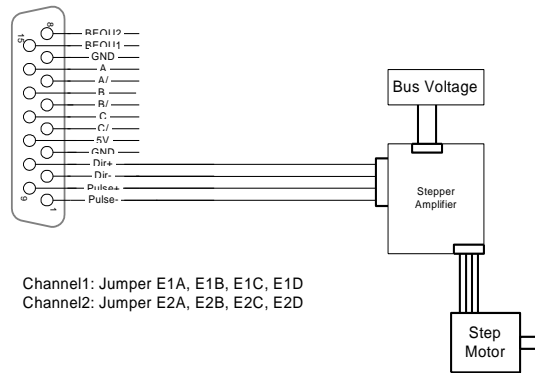 8
15
BEQU2
BEQU1
GND
A
A/
B
B/
C
C/
5V
GND
Dir+
Dir-
Pulse+
Pulse-
9
1
Bus Voltage
Stepper
Amplifier
Channel1: Jumper E1A, E1B, E1C, E1D
Channel2: Jumper E2A, E2B, E2C, E2D
Step
Motor